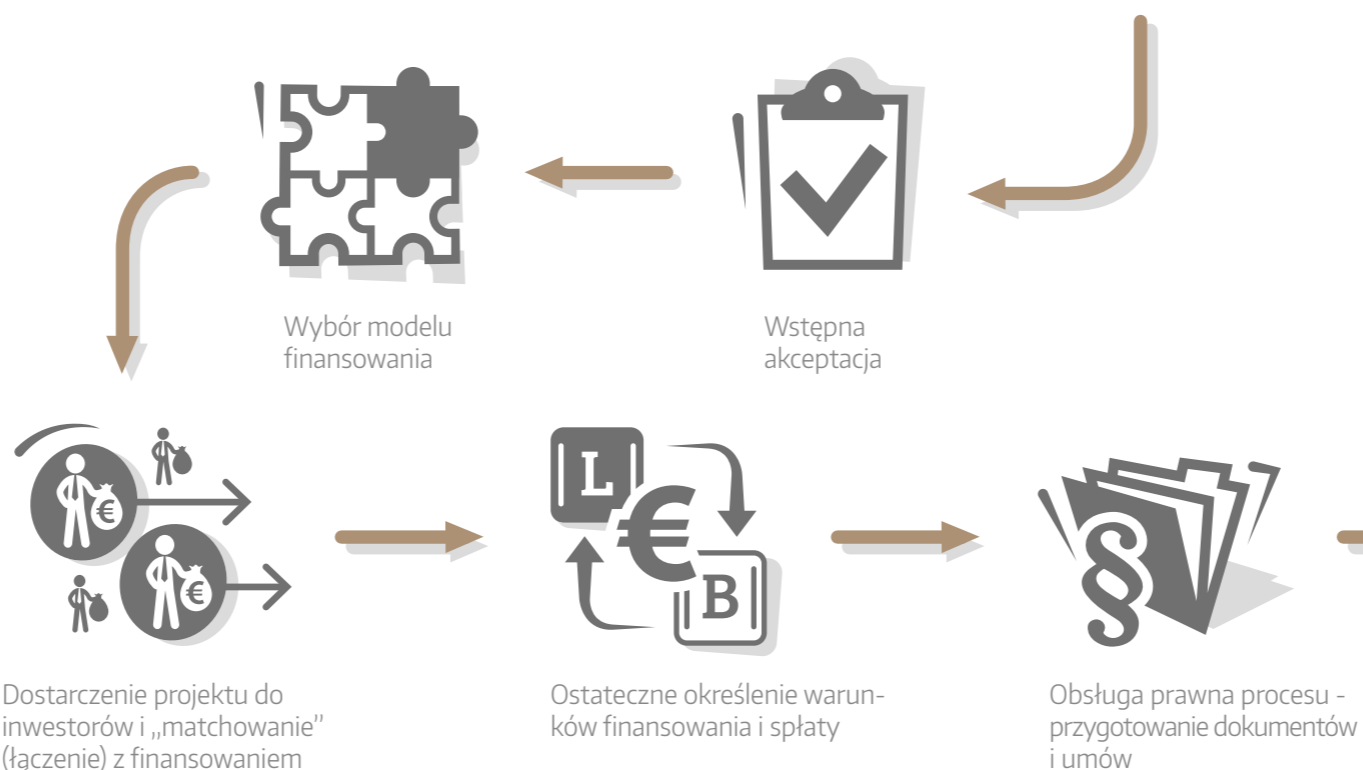 Wybór modelu
finansowania
Wstępna
akceptacja
€
€
L
€
B
§
Dostarczenie projektu do
inwestorów i „matchowanie”
(łączenie) z finansowaniem
Ostateczne określenie warun-
ków finansowania i spłaty
Obsługa prawna procesu -
przygotowanie dokumentów
i umów